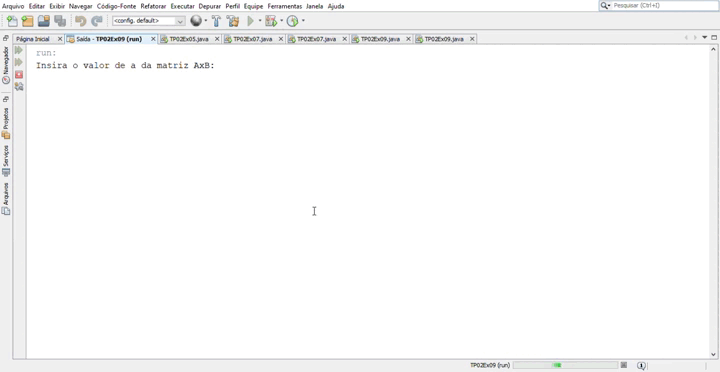 Arquivo Editar Exibir Navegar Código-Fonte Refatorar Executar Depurar Perfil Equipe Ferramentas Janela Ajuda
Pesquisar (Ctrl+I)
<config. default>
Página Inicial
Saída - TP02Ex09 (run)
TP02Ex05.java
TP02Ex07.java
TP02Ex07.java
TP02Ex09.java
TP02Ex09.java
Navegador
Projetos
Serviços
Arquivos
run:
Insira o valor de a da matriz AxB:
TP02Ex09 (run)